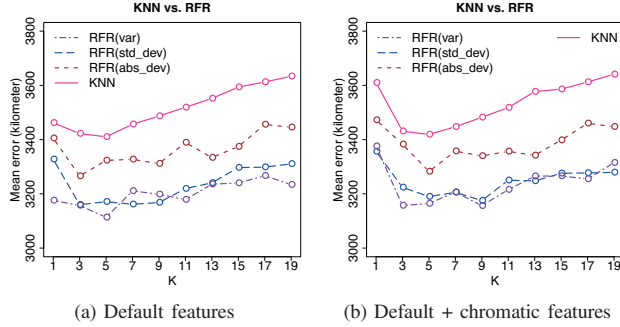 KNN vs. RFR
RFR(var)
RFR(std_dev)
RFR(abs_dev)
KNN
Mean error (kilometer)
3800
3600
3400
3200
3000
1 3 5 7 9 11 13 15 17 19
K
(a) Default features
KNN vs. RFR
RFR(var)
RFR(std_dev)
RFR(abs_dev)
KNN
Mean error (kilometer)
3800
3600
3400
3200
3000
1 3 5 7 9 11 13 15 17 19
K
(b) Default + chromatic features